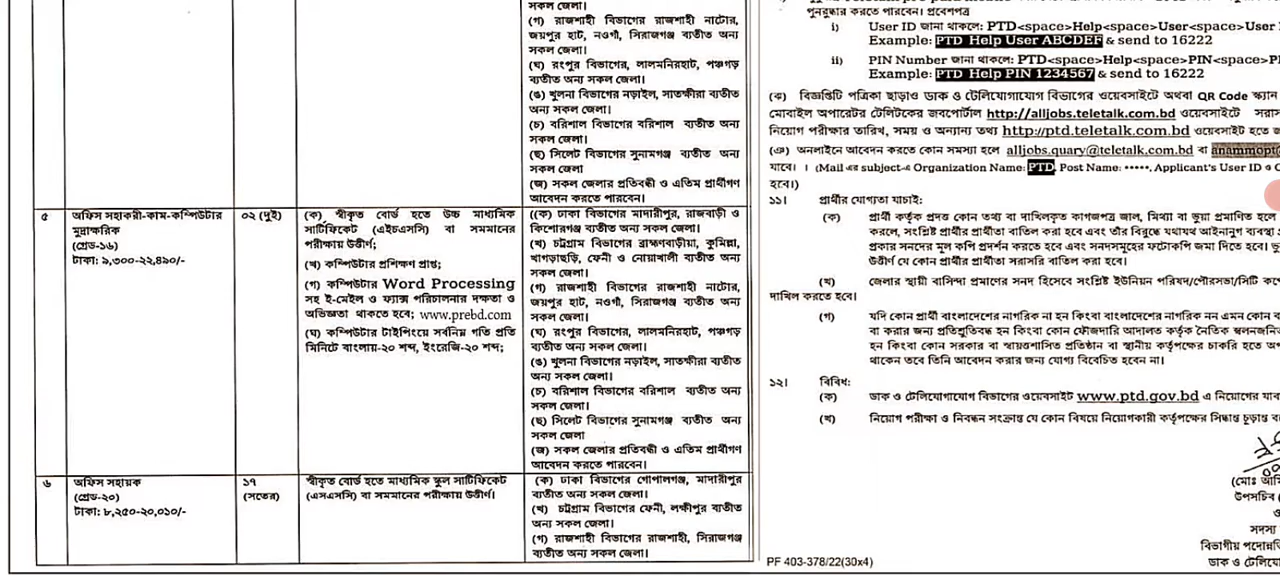 সকল জেলা।
(গ) রাজশাহী বিভাগের রাজশাহী নাটোর,
জয়পুর হাট, নওগাঁ, সিরাজগঞ্জ ব্যতীত অন্য
সকল জেলা।
(ঘ) রংপুর বিভাগের, লালমনিরহাট, পঞ্চগড়
ব্যতীত অন্য সকল জেলা।
(ঙ) খুলনা বিভাগের নড়াইল, সাতক্ষীরা ব্যতীত
অন্য সকল জেলা।
(চ) বরিশাল বিভাগের বরিশাল ব্যতীত অন্য
সকল জেলা।
(ছ) সিলেট বিভাগের সুনামগঞ্জ ব্যতীত অন্য
সকল জেলা
(জ) সকল জেলার প্রতিবন্ধী ও এতিম প্রার্থীগণ
আবেদন করতে পারবেন।
৫
অফিস সহাকরী-কাম-কম্পিউটার
মুদ্রাক্ষরিক
(গ্রেড-১৬)
টাকা: ৯,৩০০-২২,৪৯০/-
০২ (দুই)
(ক) স্বীকৃত বোর্ড হতে উচ্চ মাধ্যমিক
সার্টিফিকেট (এইচএসসি) বা সমমানের
পরীক্ষায় উত্তীর্ণ;
(খ) কম্পিউটার প্রশিক্ষণ প্রাপ্ত;
(গ) কম্পিউটার Word Processing
সহ ই-মেইল ও ফ্যাক্স পরিচালনার দক্ষতা ও
অভিজ্ঞতা থাকতে হবে; www.prebd.com
(ঘ) কম্পিউটার টাইপিংয়ে সর্বনিম্ন গতি প্রতি
মিনিটে বাংলায়-২০ শব্দ, ইংরেজি-২০ শব্দ;
((ক) ঢাকা বিভাগের মাদারীপুর, রাজবাড়ী ও
কিশোরগঞ্জ ব্যতীত অন্য সকল জেলা।
(খ) চট্টগ্রাম বিভাগের ব্রাহ্মণবাড়ীয়া, কুমিল্লা,
খাগড়াছড়ি, ফেনী ও নোয়াখালী ব্যতীত অন্য
সকল জেলা।
(গ) রাজশাহী বিভাগের রাজশাহী নাটোর,
জয়পুর হাট, নওগাঁ, সিরাজগঞ্জ ব্যতীত অন্য
সকল জেলা।
(ঘ) রংপুর বিভাগের, লালমনিরহাট, পঞ্চগড়
ব্যতীত অন্য সকল জেলা।
(ঙ) খুলনা বিভাগের নড়াইল, সাতক্ষীরা ব্যতীত
অন্য সকল জেলা।
(চ) বরিশাল বিভাগের বরিশাল ব্যতীত অন্য
সকল জেলা।
(ছ) সিলেট বিভাগের সুনামগঞ্জ ব্যতীত অন্য
সকল জেলা
(জ) সকল জেলার প্রতিবন্ধী ও এতিম প্রার্থীগণ
আবেদন করতে পারবেন।
৬
অফিস সহায়ক
(গ্রেড-২০)
টাকা: ৮,২৫০-২০,০১০/-
১৭
(সতের)
স্বীকৃত বোর্ড হতে মাধ্যমিক স্কুল সার্টিফিকেট
(এসএসসি) বা সমমানের পরীক্ষায় উত্তীর্ণ।
(ক) ঢাকা বিভাগের গোপালগঞ্জ, মাদারীপুর
ব্যতীত অন্য সকল জেলা।
(খ) চট্টগ্রাম বিভাগের ফেনী, লক্ষীপুর ব্যতীত
অন্য সকল জেলা।
(গ) রাজশাহী বিভাগের রাজশাহী, সিরাজগঞ্জ
ব্যতীত অন্য সকল জেলা।
পুনরুদ্ধার করতে পারবেন। প্রবেশপত্র
i) User ID জানা থাকলে: PTD<space>Help<space>User<space>User
Example: PTD Help User ABCDEF & send to 16222
ii) PIN Number জানা থাকলে: PTD<space>Help<space>PIN<space>PI
Example: PTD Help PIN 1234567 & send to 16222
(ক) বিজ্ঞপ্তিটি পত্রিকা ছাড়াও ডাক ও টেলিযোগাযোগ বিভাগের ওয়েবসাইটে অথবা QR Code স্ক্যান
মোবাইল অপারেটর টেলিটকের জবপোর্টাল http://alljobs.teletalk.com.bd ওয়েবসাইটে সরাস
নিয়োগ পরীক্ষার তারিখ, সময় ও অন্যান্য তথ্য http://ptd.teletalk.com.bd ওয়েবসাইট হতে জ
(ঞ) অনলাইনে আবেদন করতে কোন সমস্যা হলে alljobs.quary@teletalk.com.bd বা anammopt(
যাবে। । (Mail এর subject-এ Organization Name: PTD, Post Name: *****, Applicant's User ID ও C
হবে।)
১১। প্রার্থীর যোগ্যতা যাচাই:
(ক) প্রার্থী কর্তৃক প্রদত্ত কোন তথ্য বা দাখিলকৃত কাগজপত্র জাল, মিথ্যা বা ভুয়া প্রমাণিত হলে
করলে, সংশ্লিষ্ট প্রার্থীর প্রার্থীতা বাতিল করা হবে এবং তাঁর বিরুদ্ধে যথাযথ আইনানুগ ব্যবস্থা গ্র
প্রকার সনদের মূল কপি প্রদর্শন করতে হবে এবং সনদসমূহের ফটোকপি জমা দিতে হবে। ভু
উত্তীর্ণ যে কোন প্রার্থীর প্রার্থীতা সরাসরি বাতিল করা হবে।
(খ) জেলার স্থায়ী বাসিন্দা প্রমাণের সনদ হিসেবে সংশ্লিষ্ট ইউনিয়ন পরিষদ/পৌরসভা/সিটি কর্পে
দাখিল করতে হবে।
(গ) যদি কোন প্রার্থী বাংলাদেশের নাগরিক না হন কিংবা বাংলাদেশের নাগরিক নন এমন কোন ব
বা করার জন্য প্রতিশ্রুতিবদ্ধ হন কিংবা কোন ফৌজদারি আদালত কর্তৃক নৈতিক স্খলনজনি
হন কিংবা কোন সরকার বা স্বায়ত্তশাসিত প্রতিষ্ঠান বা স্থানীয় কর্তৃপক্ষের চাকরি হতে অপ
থাকেন তবে তিনি আবেদন করার জন্য যোগ্য বিবেচিত হবেন না।
১২। বিবিধ:
(ক) ডাক ও টেলিযোগাযোগ বিভাগের ওয়েবসাইট www.ptd.gov.bd এ নিয়োগের যাব
(খ) নিয়োগ পরীক্ষা ও নিবন্ধন সংক্রান্ত যে কোন বিষয়ে নিয়োগকারী কর্তৃপক্ষের সিদ্ধান্ত চূড়ান্ত ব
(মোঃ আমি
উপসচিব (
ও
সদস্য
বিভাগীয় পদোন্নতি
ডাক ও টেলিযো
PF 403-378/22(30x4)